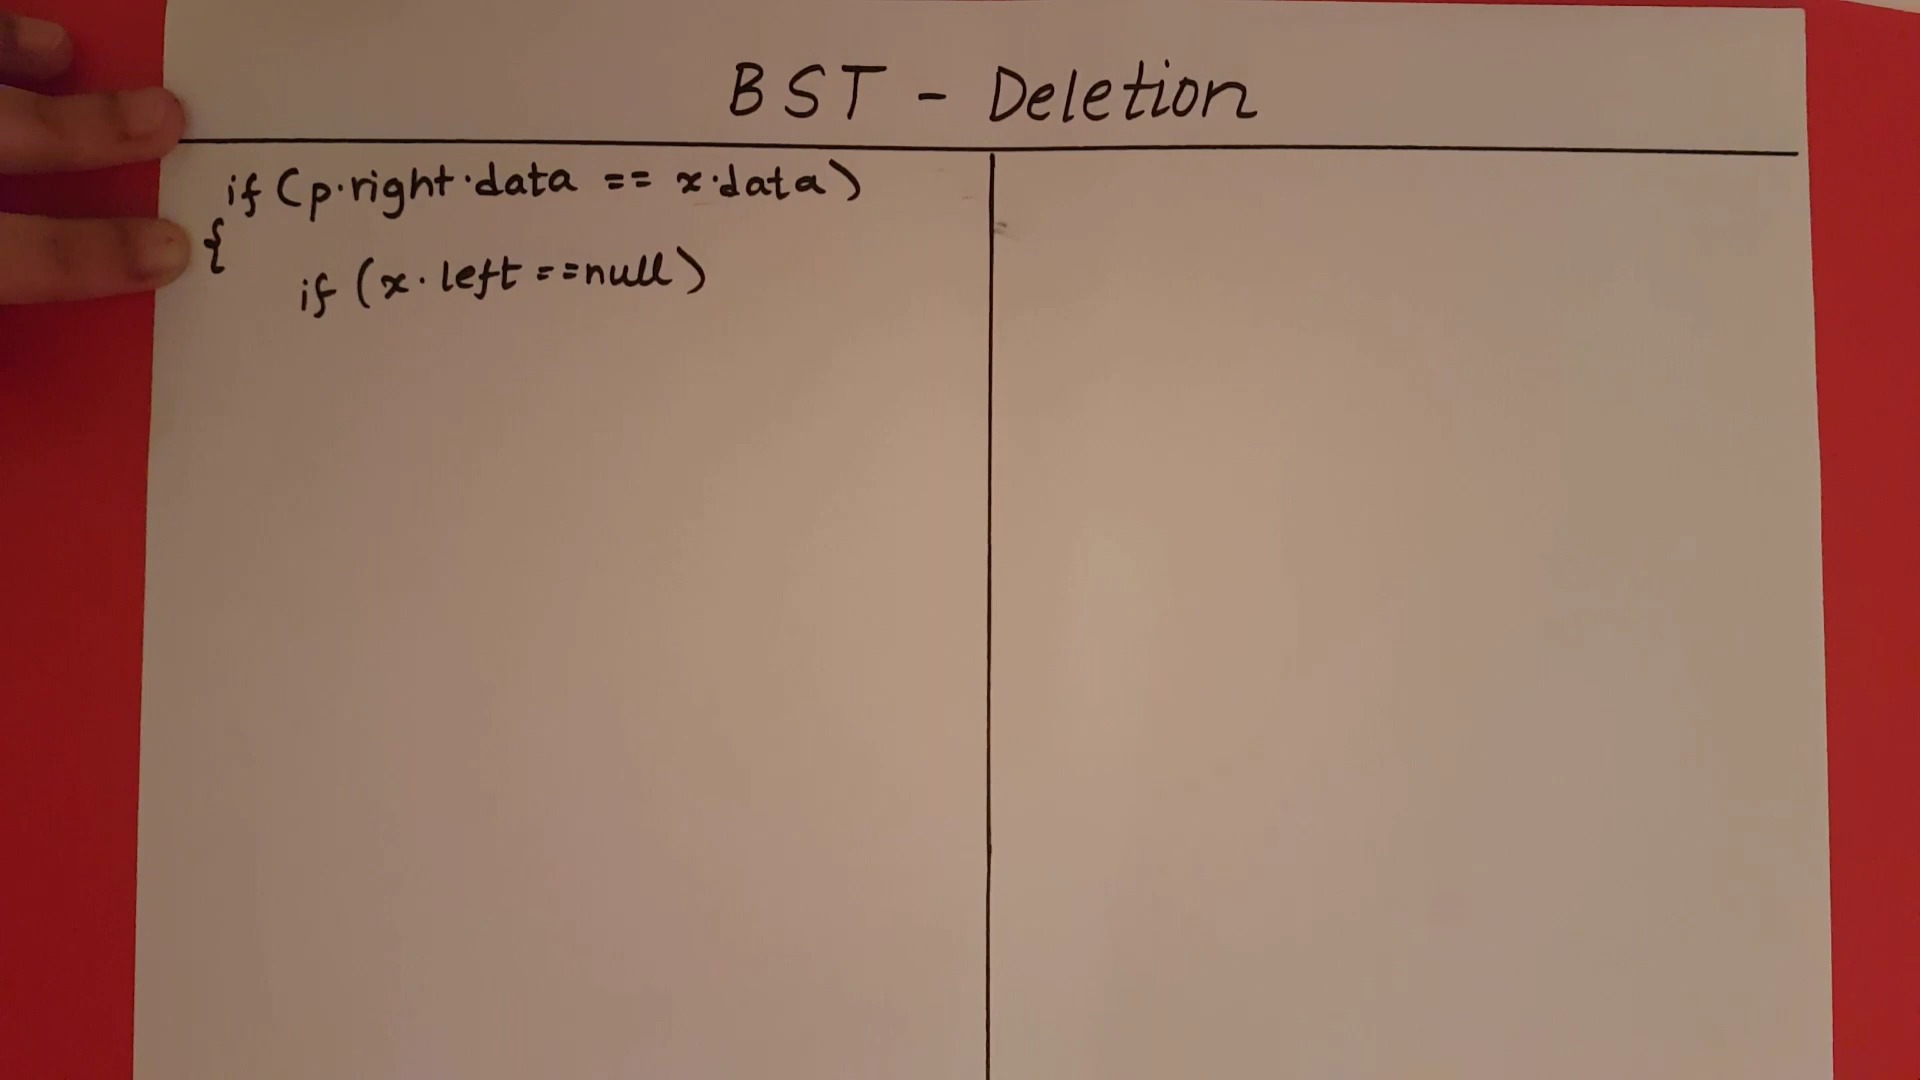 BST - Deletion
if (p.right.data == x.data)
{
if (x.left ==null)